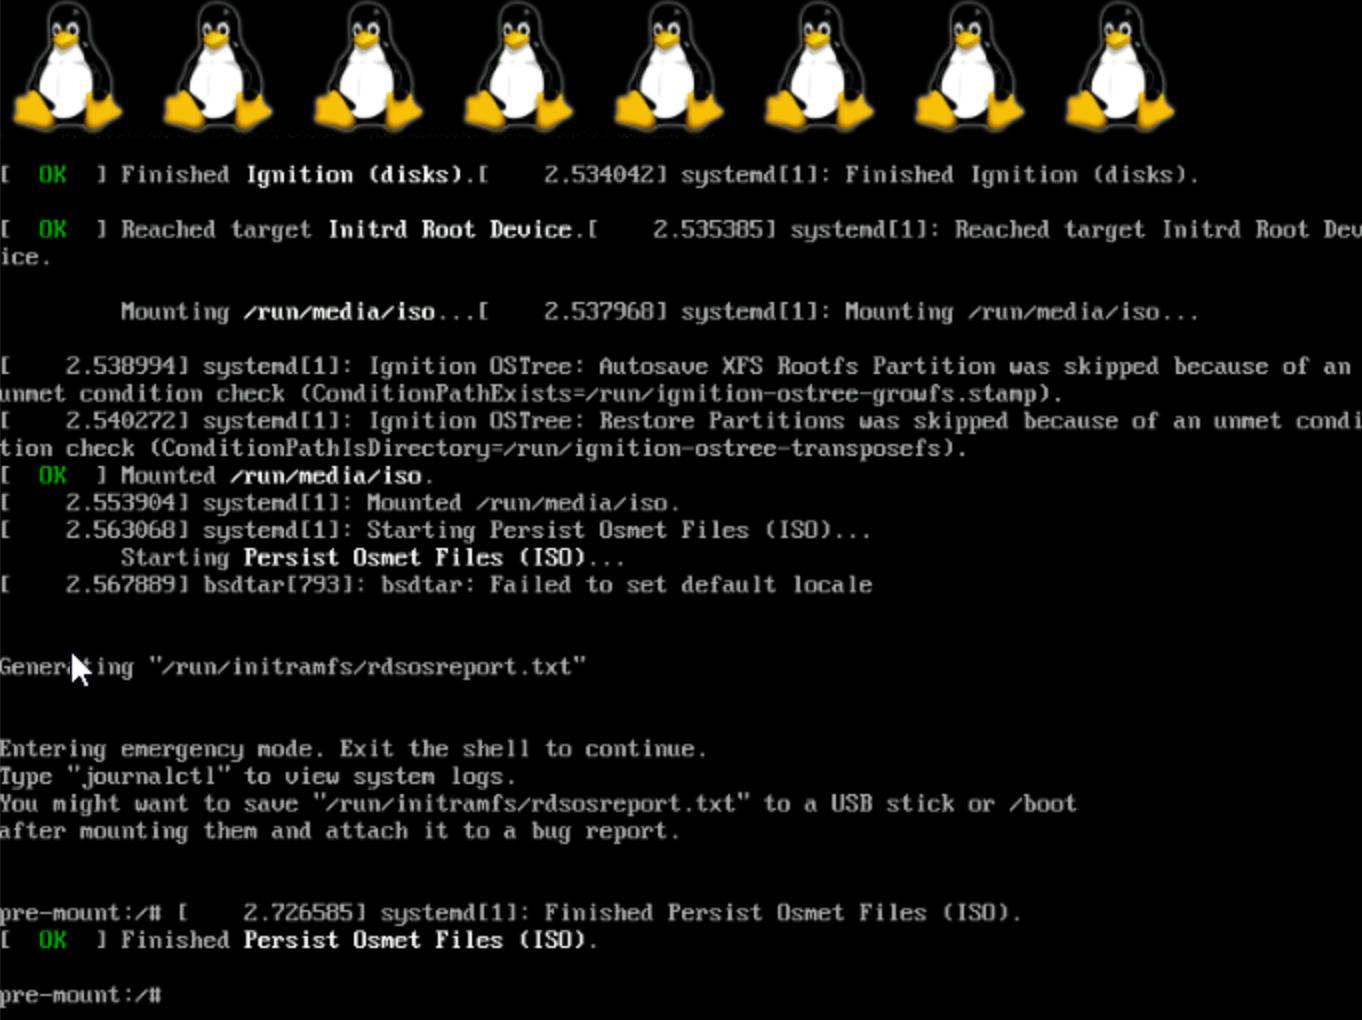 [  OK  ] Finished Ignition (disks).[    2.534042] systemd[1]: Finished Ignition (disks).
[  OK  ] Reached target Initrd Root Device.[    2.535385] systemd[1]: Reached target Initrd Root Dev
ice.
         Mounting /run/media/iso...[    2.537968] systemd[1]: Mounting /run/media/iso...
[    2.538994] systemd[1]: Ignition OSTree: Autosave XFS Rootfs Partition was skipped because of an
unmet condition check (ConditionPathExists=/run/ignition-ostree-growfs.stamp).
[    2.540272] systemd[1]: Ignition OSTree: Restore Partitions was skipped because of an unmet condi
tion check (ConditionPathIsDirectory=/run/ignition-ostree-transposefs).
[  OK  ] Mounted /run/media/iso.
[    2.553904] systemd[1]: Mounted /run/media/iso.
[    2.563068] systemd[1]: Starting Persist Osmet Files (ISO)...
         Starting Persist Osmet Files (ISO)...
[    2.567889] bsdtar[793]: bsdtar: Failed to set default locale
Generating "/run/initramfs/rdsosreport.txt"
Entering emergency mode. Exit the shell to continue.
Type "journalctl" to view system logs.
You might want to save "/run/initramfs/rdsosreport.txt" to a USB stick or /boot
after mounting them and attach it to a bug report.
pre-mount:/# [    2.726585] systemd[1]: Finished Persist Osmet Files (ISO).
[  OK  ] Finished Persist Osmet Files (ISO).
pre-mount:/#